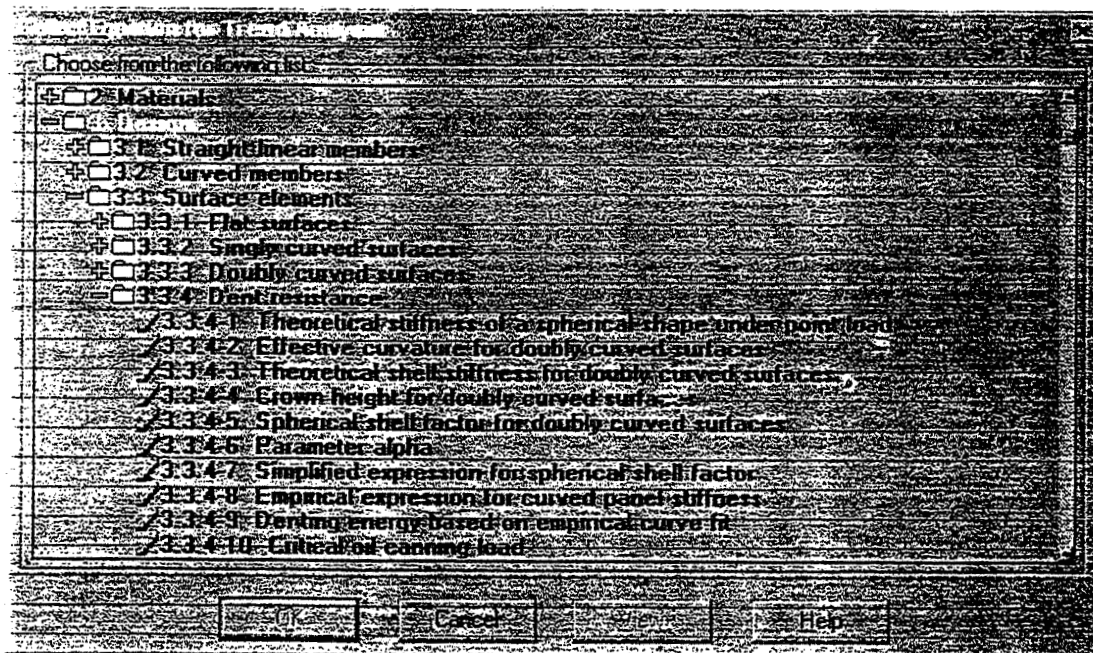 Choose from the following list:
2. Materials
3. Design
3.1. Straight linear members
3.2. Curved members
3.3. Surface elements
3.3.1. Flat surfaces
3.3.2. Singly curved surfaces
3.3.3. Doubly curved surfaces
3.3.4. Dent resistance
3.3.4-1. Theoretical stiffness of a spherical shape under point load
3.3.4-2. Effective curvature for doubly curved surfaces
3.3.4-3. Theoretical shell stiffness for doubly curved surfaces
3.3.4-4. Crown height for doubly curved surfaces
3.3.4-5. Spherical shell factor for doubly curved surfaces
3.3.4-6. Parameter alpha
3.3.4-7. Simplified expression for spherical shell factor
3.3.4-8. Empirical expression for curved panel stiffness
3.3.4-9. Denting energy based on empirical curve fit
3.3.4-10. Critical oil canning load
OK Cancel Help